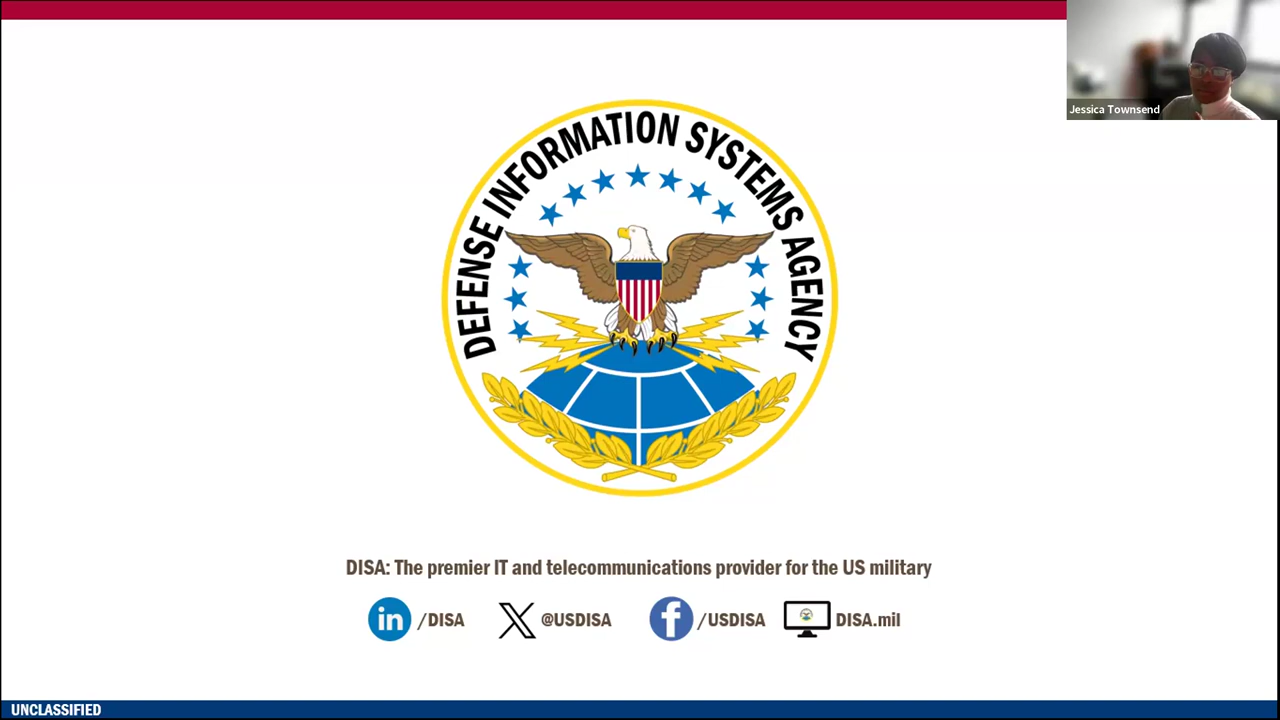 Jessica Townsend
DEFENSE INFORMATION SYSTEMS AGENCY
DISA: The premier IT and telecommunications provider for the US military
in /DISA
X @USDISA
f /USDISA
DISA.mil
UNCLASSIFIED